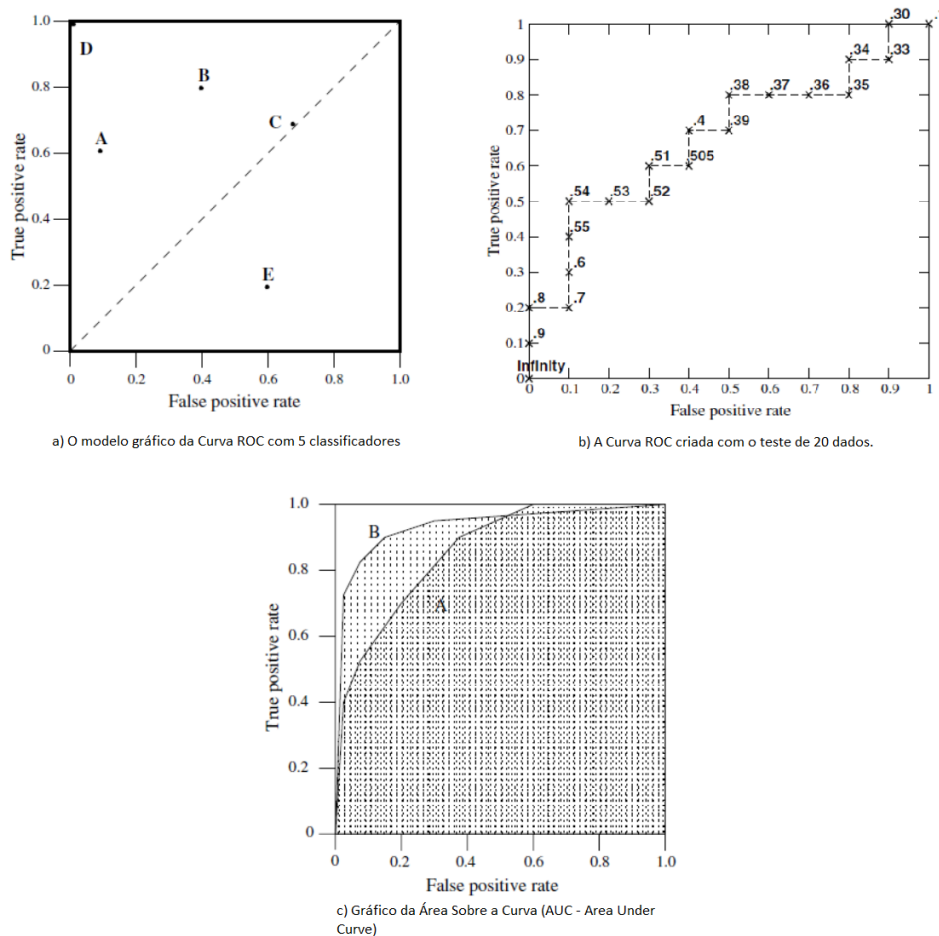 1.0
D
B
0.8
C
A
0.6
0.4
E
0.2
0
0 0.2 0.4 0.6 0.8 1.0
True positive rate
False positive rate
a) O modelo gráfico da Curva ROC com 5 classificadores
.30
1
.34 .33
0.9
.38 .37 .36 .35
0.8
.4 .39
0.7
.51 .505
0.6
.54 .53 .52
0.5
.55
0.4
.6
0.3
.8 .7
0.2
.9
0.1
Infinity
0
0 0.1 0.2 0.3 0.4 0.5 0.6 0.7 0.8 0.9 1
True positive rate
False positive rate
b) A Curva ROC criada com o teste de 20 dados.
1.0
B
0.8
A
0.6
0.4
0.2
0
0 0.2 0.4 0.6 0.8 1.0
True positive rate
False positive rate
c) Gráfico da Área Sobre a Curva (AUC - Area Under
Curve)